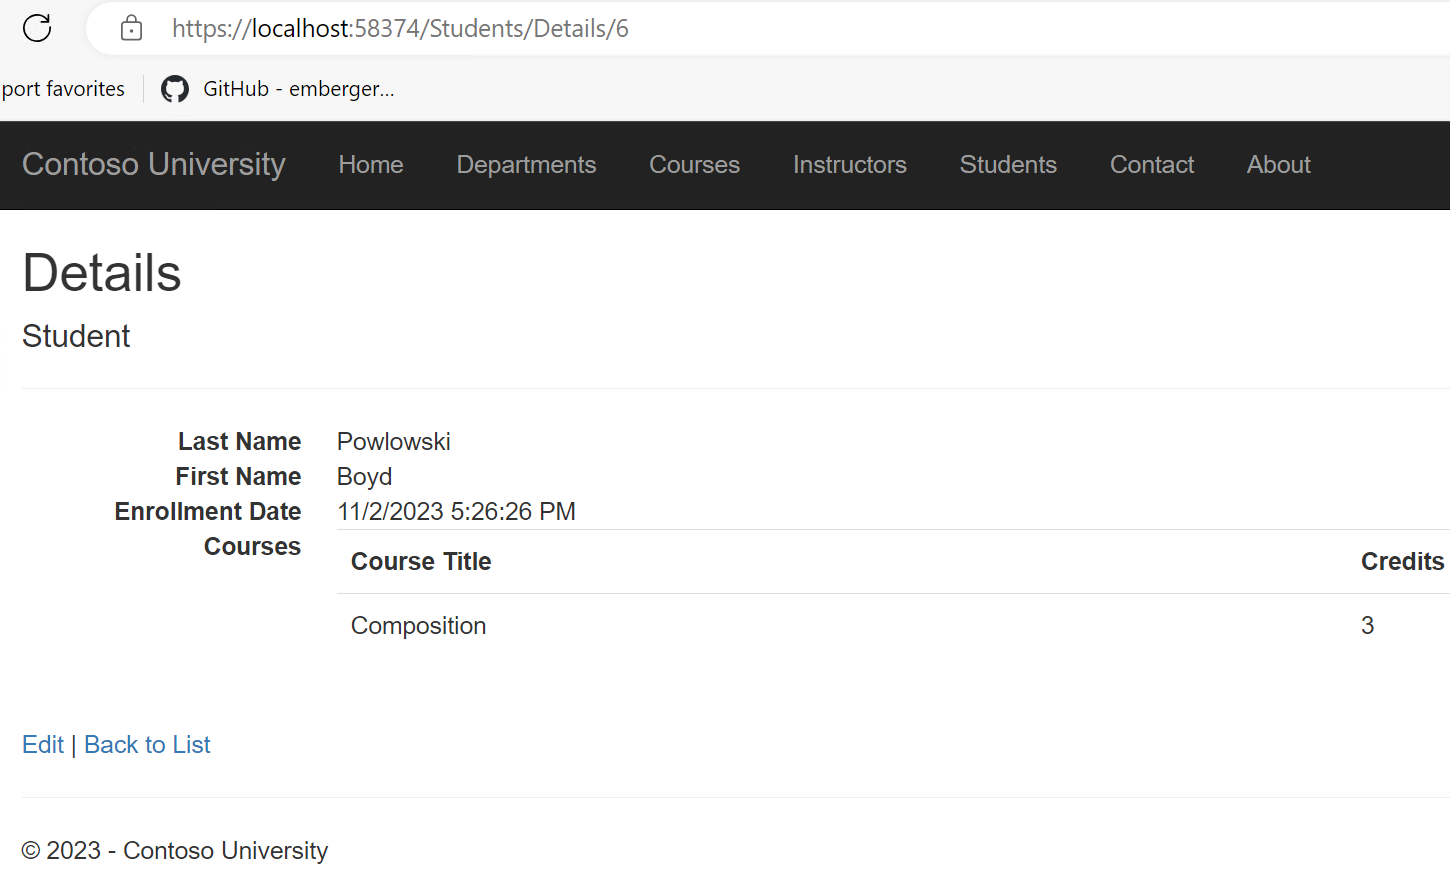 https://localhost:58374/Students/Details/6
port favorites GitHub - emberger...
Contoso University Home Departments Courses Instructors Students Contact About
Details
Student
Last Name Powlowski
First Name Boyd
Enrollment Date 11/2/2023 5:26:26 PM
Courses
Course Title Credits
Composition 3
Edit | Back to List
© 2023 - Contoso University